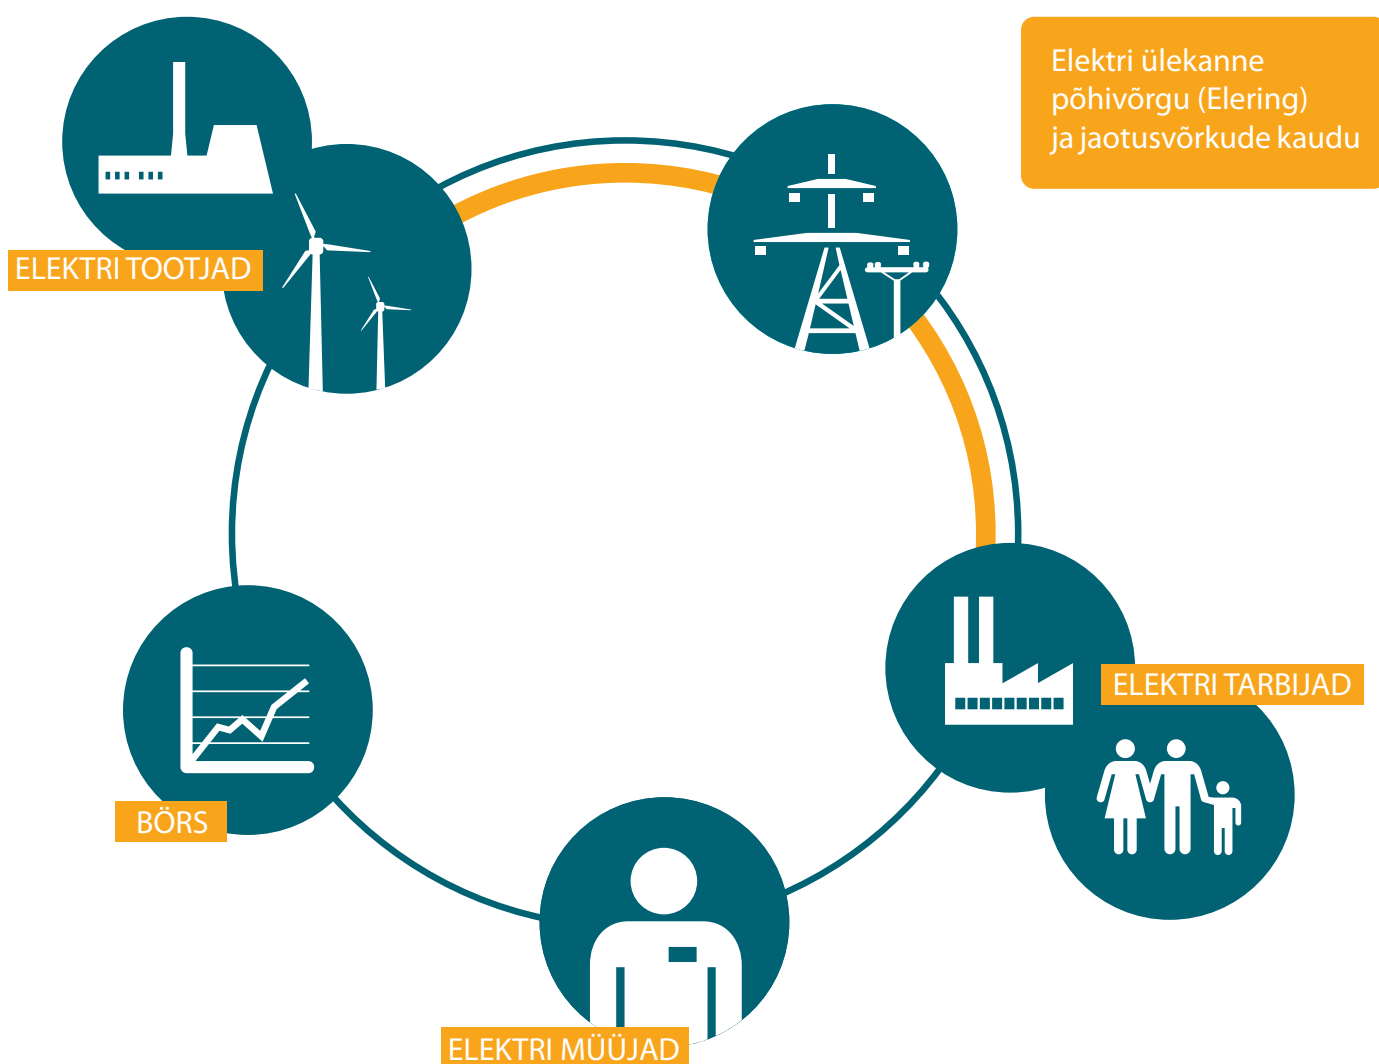 Elektri ülekanne
põhivõrgu (Elering)
ja jaotusvõrkude kaudu
ELEKTRI TOOTJAD
ELEKTRI TARBIJAD
BÖRS
ELEKTRI MÜÜJAD